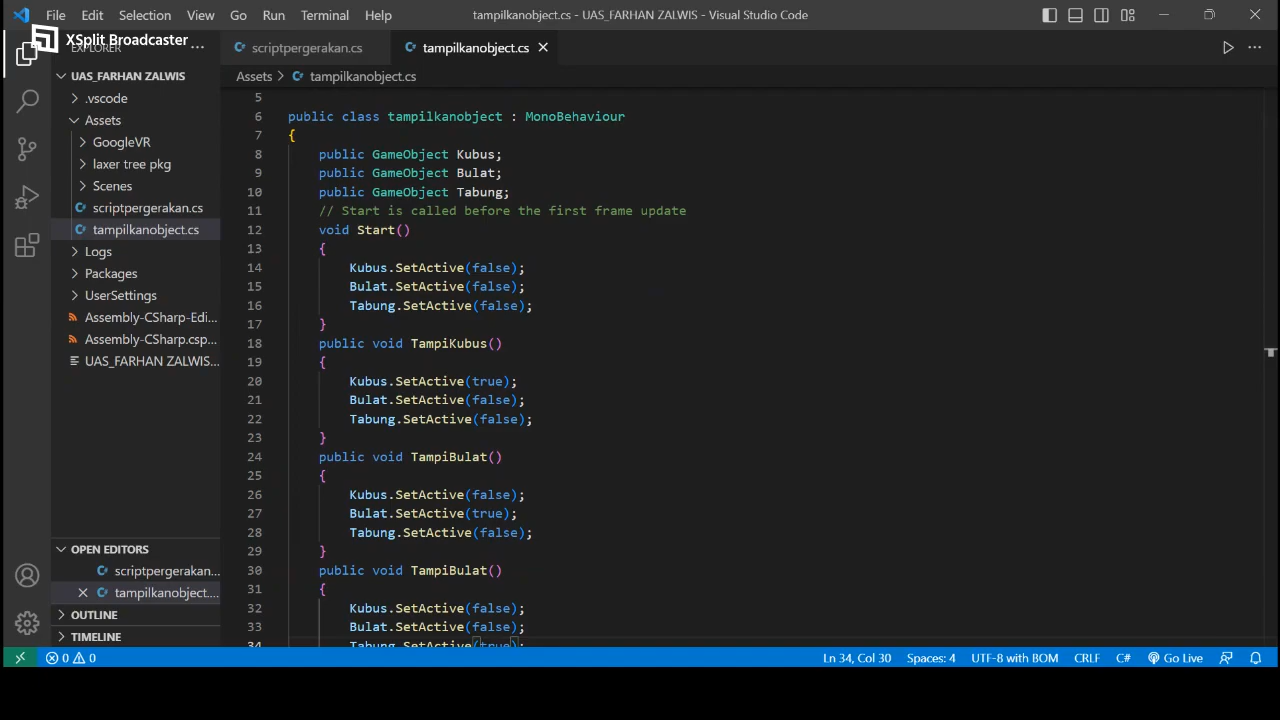 File Edit Selection View Go Run Terminal Help tampilkanobject.cs - UAS_FARHAN ZALWIS - Visual Studio Code
XSplit Broadcaster
EXPLORER ···
scriptpergerakan.cs tampilkanobject.cs
UAS_FARHAN ZALWIS
.vscode
Assets
GoogleVR
laxer tree pkg
Scenes
scriptpergerakan.cs
tampilkanobject.cs
Logs
Packages
UserSettings
Assembly-CSharp-Edi...
Assembly-CSharp.csp...
UAS_FARHAN ZALWIS...
OPEN EDITORS
scriptpergerakan...
tampilkanobject....
OUTLINE
TIMELINE
Assets > tampilkanobject.cs
5
6 public class tampilkanobject : MonoBehaviour
7 {
8 public GameObject Kubus;
9 public GameObject Bulat;
10 public GameObject Tabung;
11 // Start is called before the first frame update
12 void Start()
13 {
14 Kubus.SetActive(false);
15 Bulat.SetActive(false);
16 Tabung.SetActive(false);
17 }
18 public void TampiKubus()
19 {
20 Kubus.SetActive(true);
21 Bulat.SetActive(false);
22 Tabung.SetActive(false);
23 }
24 public void TampiBulat()
25 {
26 Kubus.SetActive(false);
27 Bulat.SetActive(true);
28 Tabung.SetActive(false);
29 }
30 public void TampiBulat()
31 {
32 Kubus.SetActive(false);
33 Bulat.SetActive(false);
34 Tabung.SetActive(true);
0 0 Ln 34, Col 30 Spaces: 4 UTF-8 with BOM CRLF C# Go Live